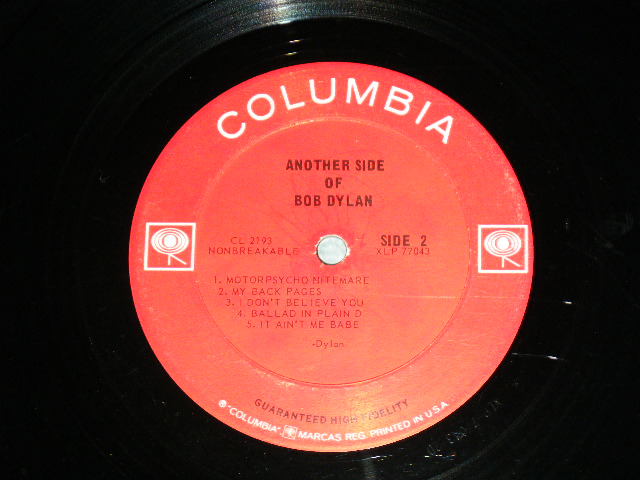 COLUMBIA
ANOTHER SIDE
OF
BOB DYLAN
CL 2193
NONBREAKABLE
SIDE 2
XLP 77043
1. MOTORPSYCHO NITEMARE
2. MY BACK PAGES
3. I DON'T BELIEVE YOU
4. BALLAD IN PLAIN D
5. IT AIN'T ME BABE
-Dylan.
GUARANTEED HIGH FIDELITY
® "COLUMBIA" MARCAS REG. PRINTED IN U.S.A.